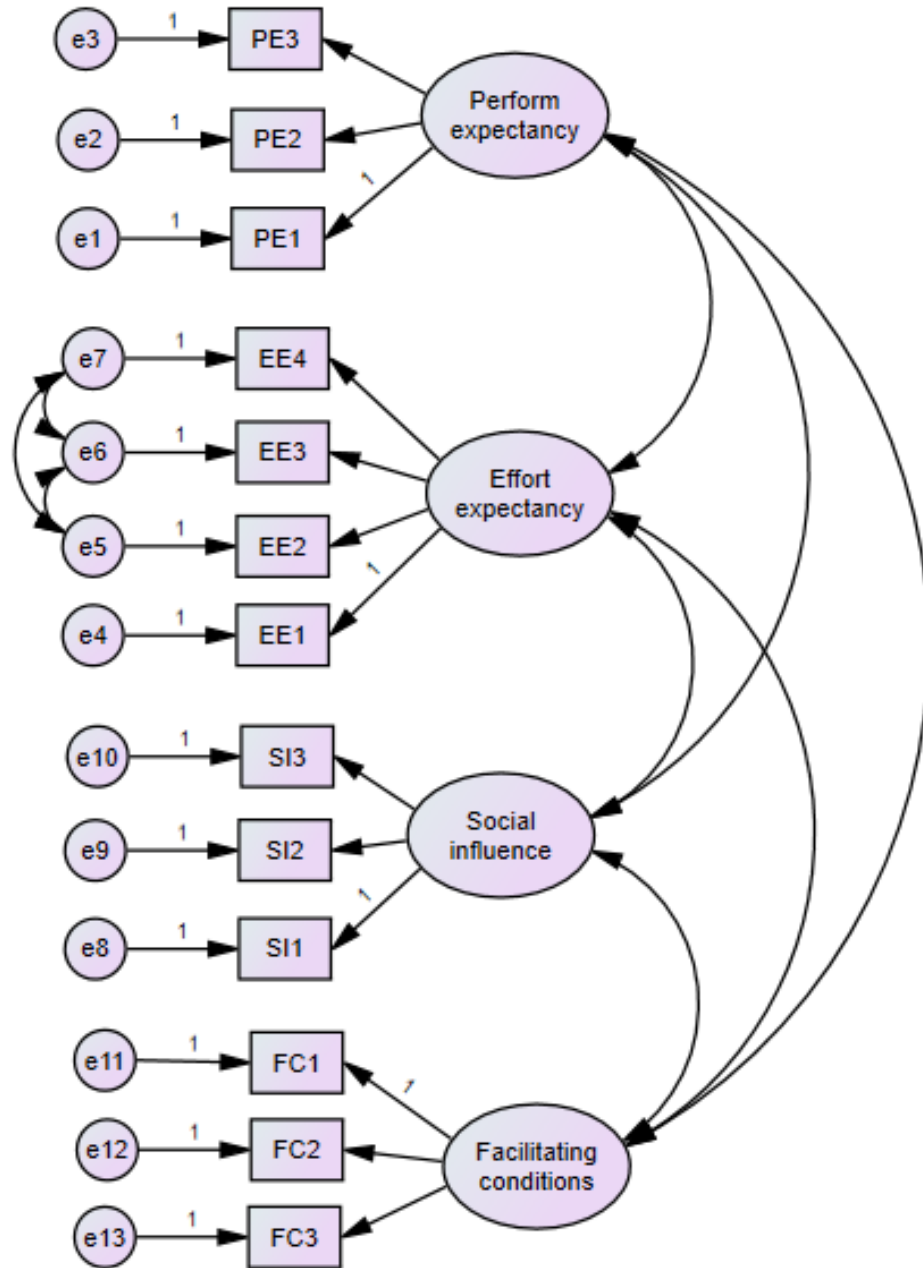 e3 1 PE3
Perform
expectancy
e2 1 PE2
1
e1 1 PE1
e7 1 EE4
e6 1 EE3
Effort
expectancy
e5 1 EE2
1
e4 1 EE1
e10 1 SI3
Social
influence
e9 1 SI2
1
e8 1 SI1
e11 1 FC1
1
e12 1 FC2
Facilitating
conditions
e13 1 FC3